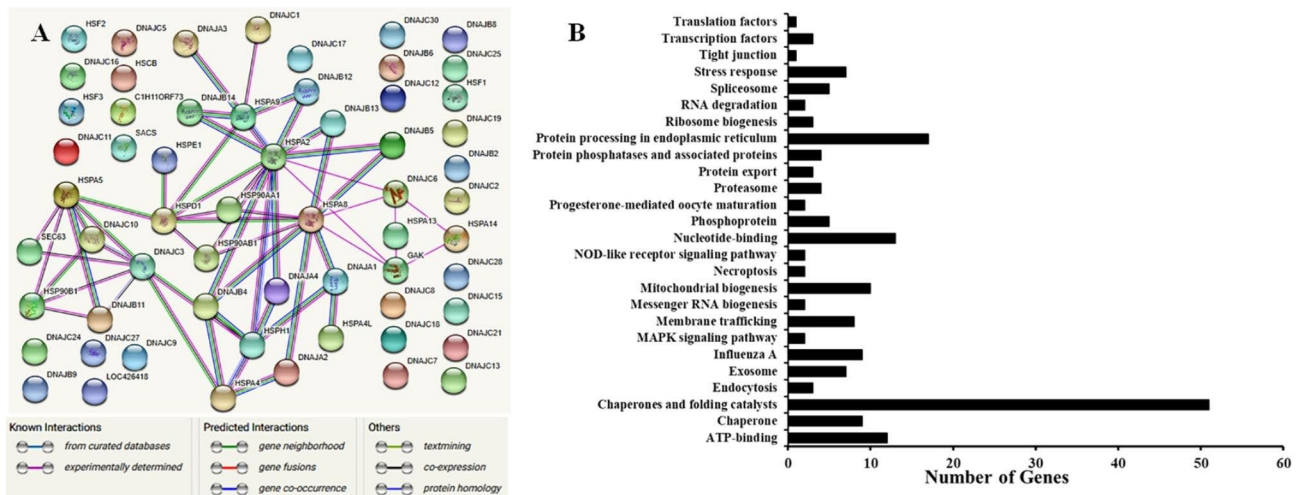 A
HSF2
DNAJC5
DNAJA3
DNAJC1
DNAJC30
DNAJB8
DNAJC16
HSCB
DNAJC17
DNAJB6
DNAJC25
DNAJB12
DNAJC12
HSF1
HSF3
C1H11ORF73
DNAJB14
HSPA9
DNAJB13
DNAJC11
SACS
HSPA2
DNAJB5
DNAJC19
HSPE1
DNAJB2
HSPA5
HSPD1
HSP90AA1
HSPA8
DNAJC6
DNAJC2
SEC63
DNAJC10
DNAJC3
HSP90AB1
HSPA13
HSPA14
GAK
HSP90B1
DNAJB11
DNAJB4
DNAJA4
DNAJA1
DNAJC28
DNAJC8
DNAJC15
DNAJC24
DNAJC27
DNAJC9
HSPH1
HSPA4L
DNAJC18
DNAJC21
DNAJB9
LOC426418
HSPA4
DNAJA2
DNAJC7
DNAJC13
Known Interactions
from curated databases
experimentally determined
Predicted Interactions
gene neighborhood
gene fusions
gene co-occurrence
Others
textmining
co-expression
protein homology
B
Translation factors
Transcription factors
Tight junction
Stress response
Spliceosome
RNA degradation
Ribosome biogenesis
Protein processing in endoplasmic reticulum
Protein phosphatases and associated proteins
Protein export
Proteasome
Progesterone-mediated oocyte maturation
Phosphoprotein
Nucleotide-binding
NOD-like receptor signaling pathway
Necroptosis
Mitochondrial biogenesis
Messenger RNA biogenesis
Membrane trafficking
MAPK signaling pathway
Influenza A
Exosome
Endocytosis
Chaperones and folding catalysts
Chaperone
ATP-binding
0 10 20 30 40 50 60
Number of Genes